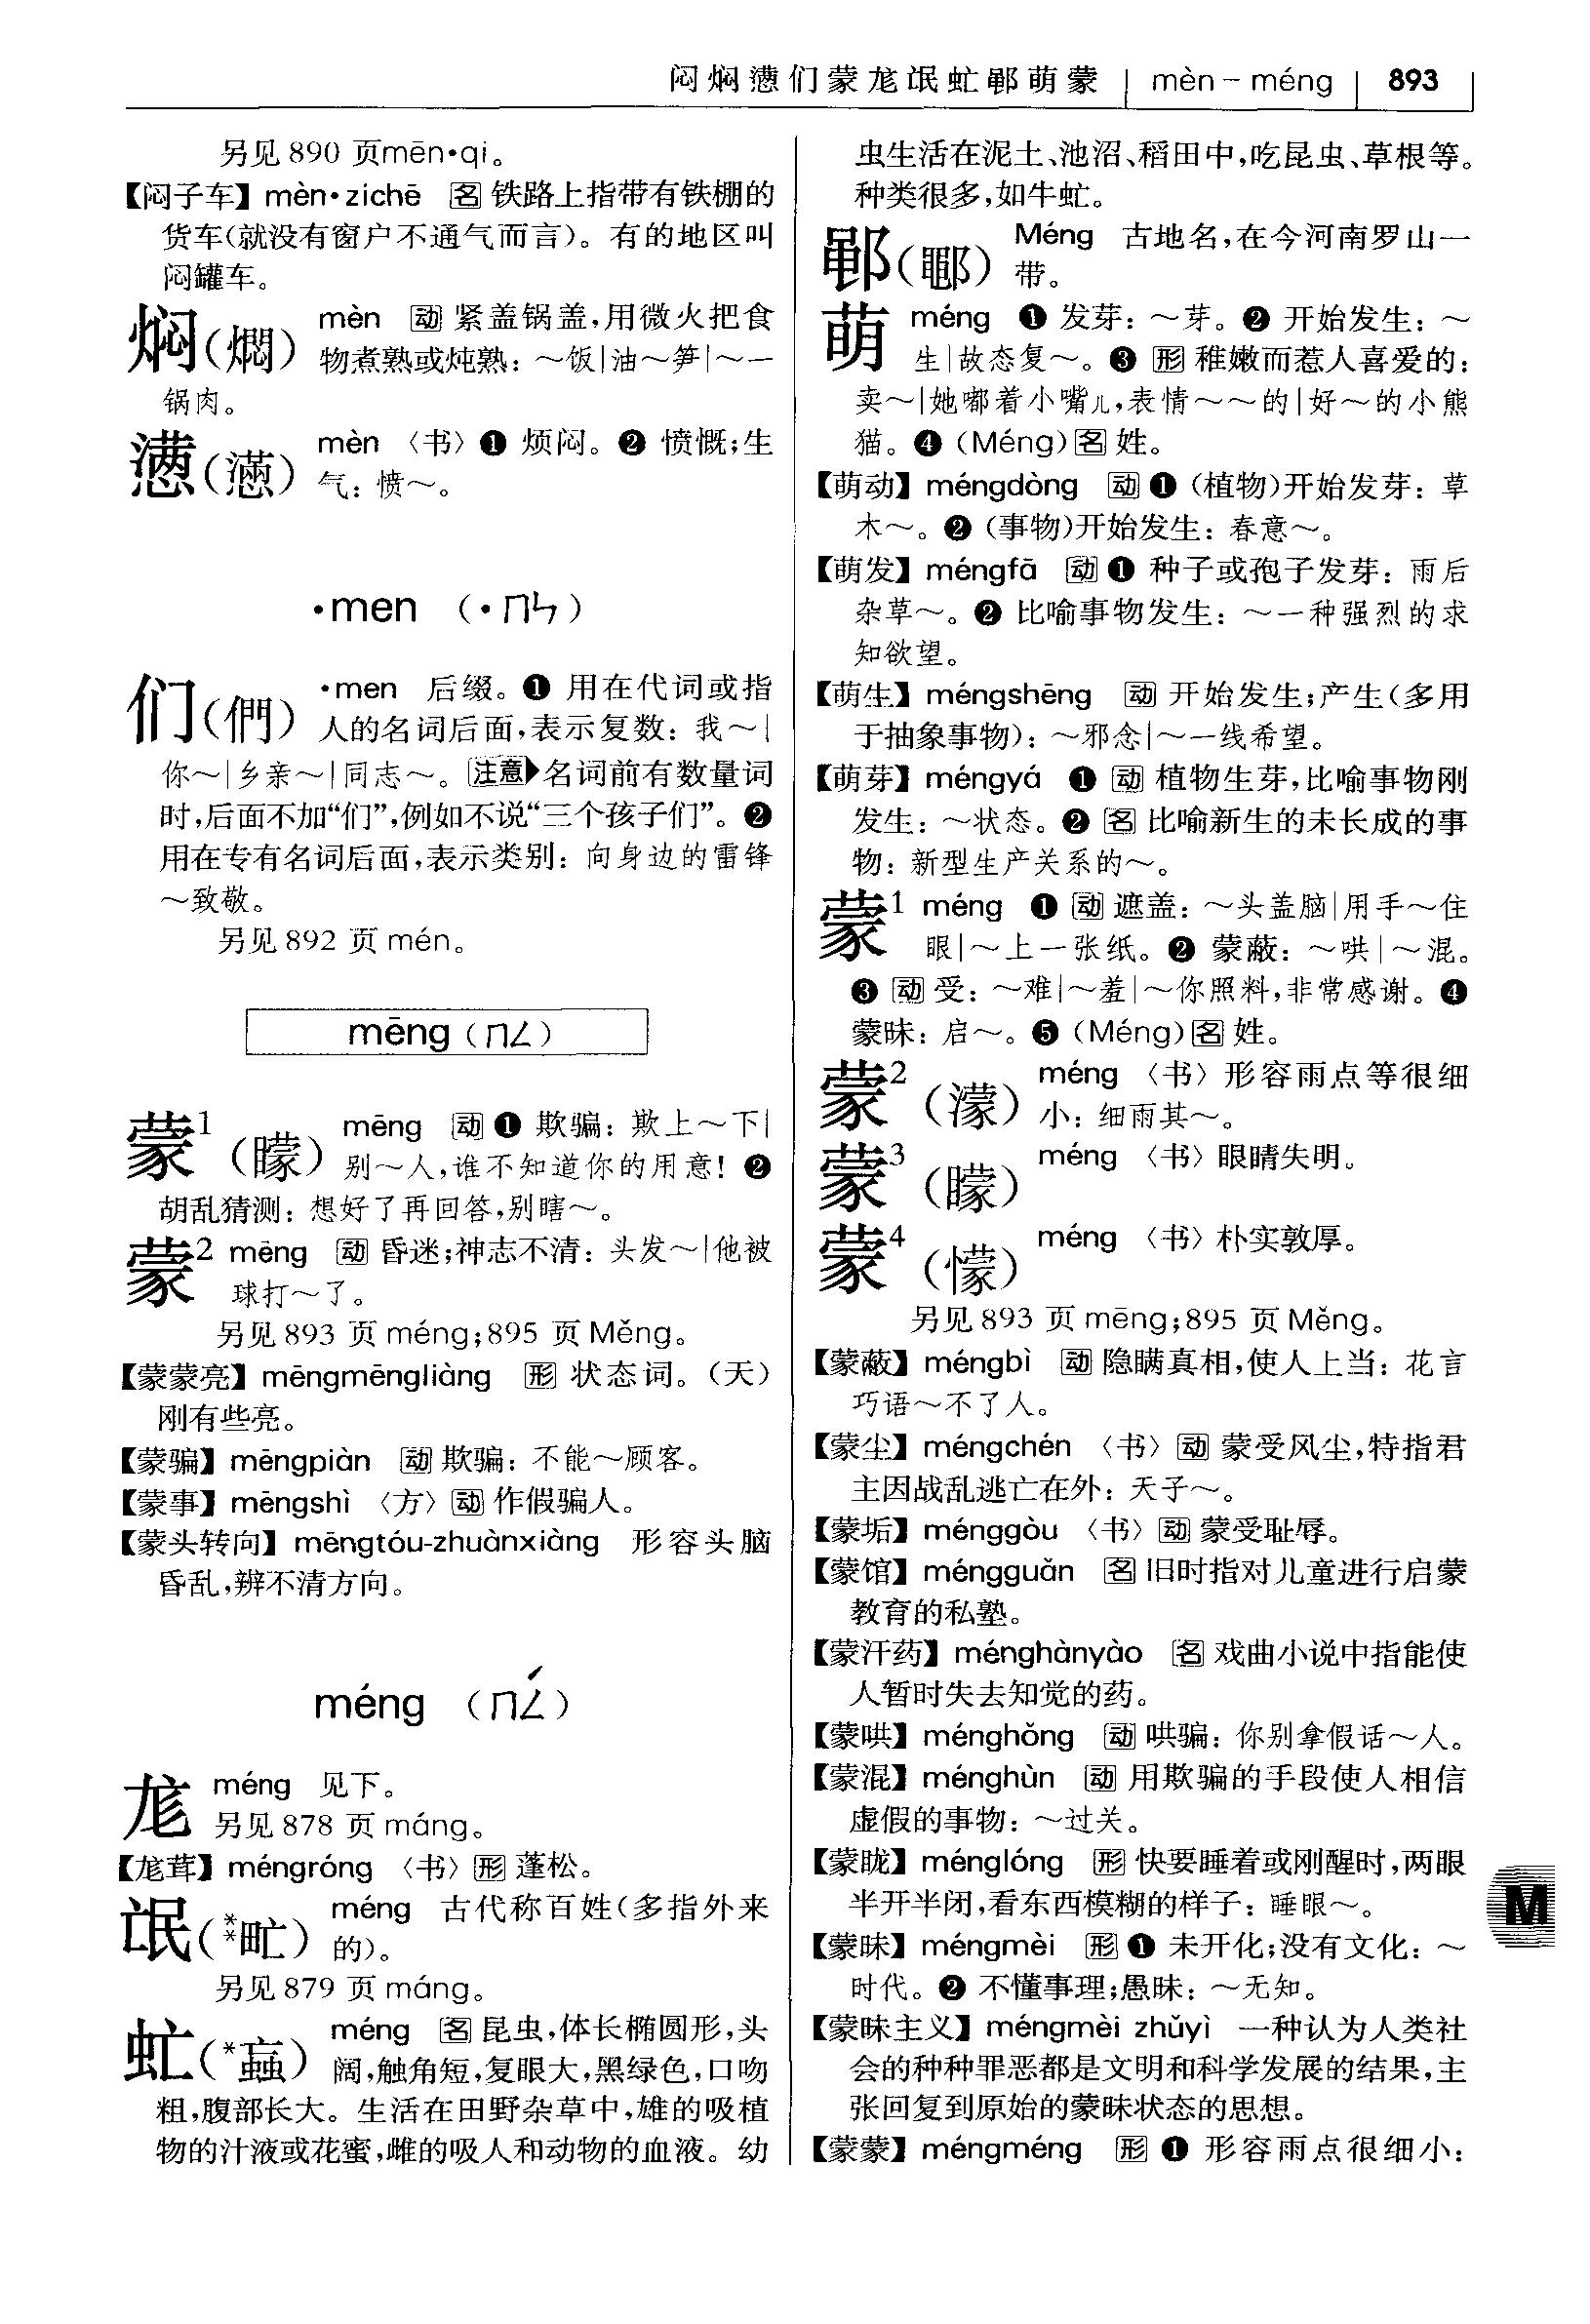 闷焖懑们蒙尨氓虻鄳萌蒙 | mèn－méng | 893
另见890 页mēn•qi。
【闷子车】mèn•zichē 名 铁路上指带有铁棚的
货车(就没有窗户不通气而言)。有的地区叫
闷罐车。
焖(燜) mèn 动 紧盖锅盖,用微火把食
物煮熟或炖熟：～饭|油～笋|～一
锅肉。
懑(懣) mèn 〈书〉❶ 烦闷。❷ 愤慨;生
气：愤～。
•men (•ㄇㄣ)
们(們) •men 后缀。❶ 用在代词或指
人的名词后面,表示复数：我～|
你～|乡亲～|同志～。注意▶名词前有数量词
时,后面不加“们”,例如不说“三个孩子们”。❷
用在专有名词后面,表示类别：向身边的雷锋
～致敬。
另见892 页 mén。
mēng (ㄇㄥ)
蒙1(矇) mēng 动 ❶ 欺骗：欺上～下|
别～人,谁不知道你的用意! ❷
胡乱猜测：想好了再回答,别瞎～。
蒙2 mēng 动 昏迷;神志不清：头发～|他被
球打～了。
另见893 页 méng;895 页 Měng。
【蒙蒙亮】mēngmēngliàng 形 状态词。(天)
刚有些亮。
【蒙骗】mēngpiàn 动 欺骗：不能～顾客。
【蒙事】mēngshì 〈方〉动 作假骗人。
【蒙头转向】mēngtóu-zhuànxiàng 形容头脑
昏乱,辨不清方向。
méng (ㄇㄥˊ)
尨 méng 见下。
另见878 页 máng。
【尨茸】méngróng 〈书〉形 蓬松。
氓(**甿) méng 古代称百姓(多指外来
的)。
另见879 页 máng。
虻(*蝱) méng 名 昆虫,体长椭圆形,头
阔,触角短,复眼大,黑绿色,口吻
粗,腹部长大。生活在田野杂草中,雄的吸植
物的汁液或花蜜,雌的吸人和动物的血液。幼
虫生活在泥土、池沼、稻田中,吃昆虫、草根等。
种类很多,如牛虻。
鄳(鄳) Méng 古地名,在今河南罗山一
带。
萌 méng ❶ 发芽：～芽。❷ 开始发生：～
生|故态复～。❸ 形 稚嫩而惹人喜爱的：
卖～|她嘟着小嘴儿,表情～～的|好～的小熊
猫。❹ (Méng)名 姓。
【萌动】méngdòng 动 ❶ (植物)开始发芽：草
木～。❷ (事物)开始发生：春意～。
【萌发】méngfā 动 ❶ 种子或孢子发芽：雨后
杂草～。❷ 比喻事物发生：～一种强烈的求
知欲望。
【萌生】méngshēng 动 开始发生;产生(多用
于抽象事物)：～邪念|～一线希望。
【萌芽】méngyá ❶ 动 植物生芽,比喻事物刚
发生：～状态。❷ 名 比喻新生的未长成的事
物：新型生产关系的～。
蒙1 méng ❶ 动 遮盖：～头盖脑|用手～住
眼|～上一张纸。❷ 蒙蔽：～哄|～混。
❸ 动 受：～难|～羞|～你照料,非常感谢。❹
蒙昧：启～。❺ (Méng)名 姓。
蒙2(濛) méng 〈书〉形容雨点等很细
小：细雨其～。
蒙3(矇) méng 〈书〉眼睛失明。
蒙4(懞) méng 〈书〉朴实敦厚。
另见893 页 mēng;895 页 Měng。
【蒙蔽】méngbì 动 隐瞒真相,使人上当：花言
巧语～不了人。
【蒙尘】méngchén 〈书〉动 蒙受风尘,特指君
主因战乱逃亡在外：天子～。
【蒙垢】ménggòu 〈书〉动 蒙受耻辱。
【蒙馆】méngguǎn 名 旧时指对儿童进行启蒙
教育的私塾。
【蒙汗药】ménghànyào 名 戏曲小说中指能使
人暂时失去知觉的药。
【蒙哄】ménghǒng 动 哄骗：你别拿假话～人。
【蒙混】ménghùn 动 用欺骗的手段使人相信
虚假的事物：～过关。
【蒙眬】ménglóng 形 快要睡着或刚醒时,两眼
半开半闭,看东西模糊的样子：睡眼～。
【蒙昧】méngmèi 形 ❶ 未开化;没有文化：～
时代。❷ 不懂事理;愚昧：～无知。
【蒙昧主义】méngmèi zhǔyì 一种认为人类社
会的种种罪恶都是文明和科学发展的结果,主
张回复到原始的蒙昧状态的思想。
【蒙蒙】méngméng 形 ❶ 形容雨点很细小：
M